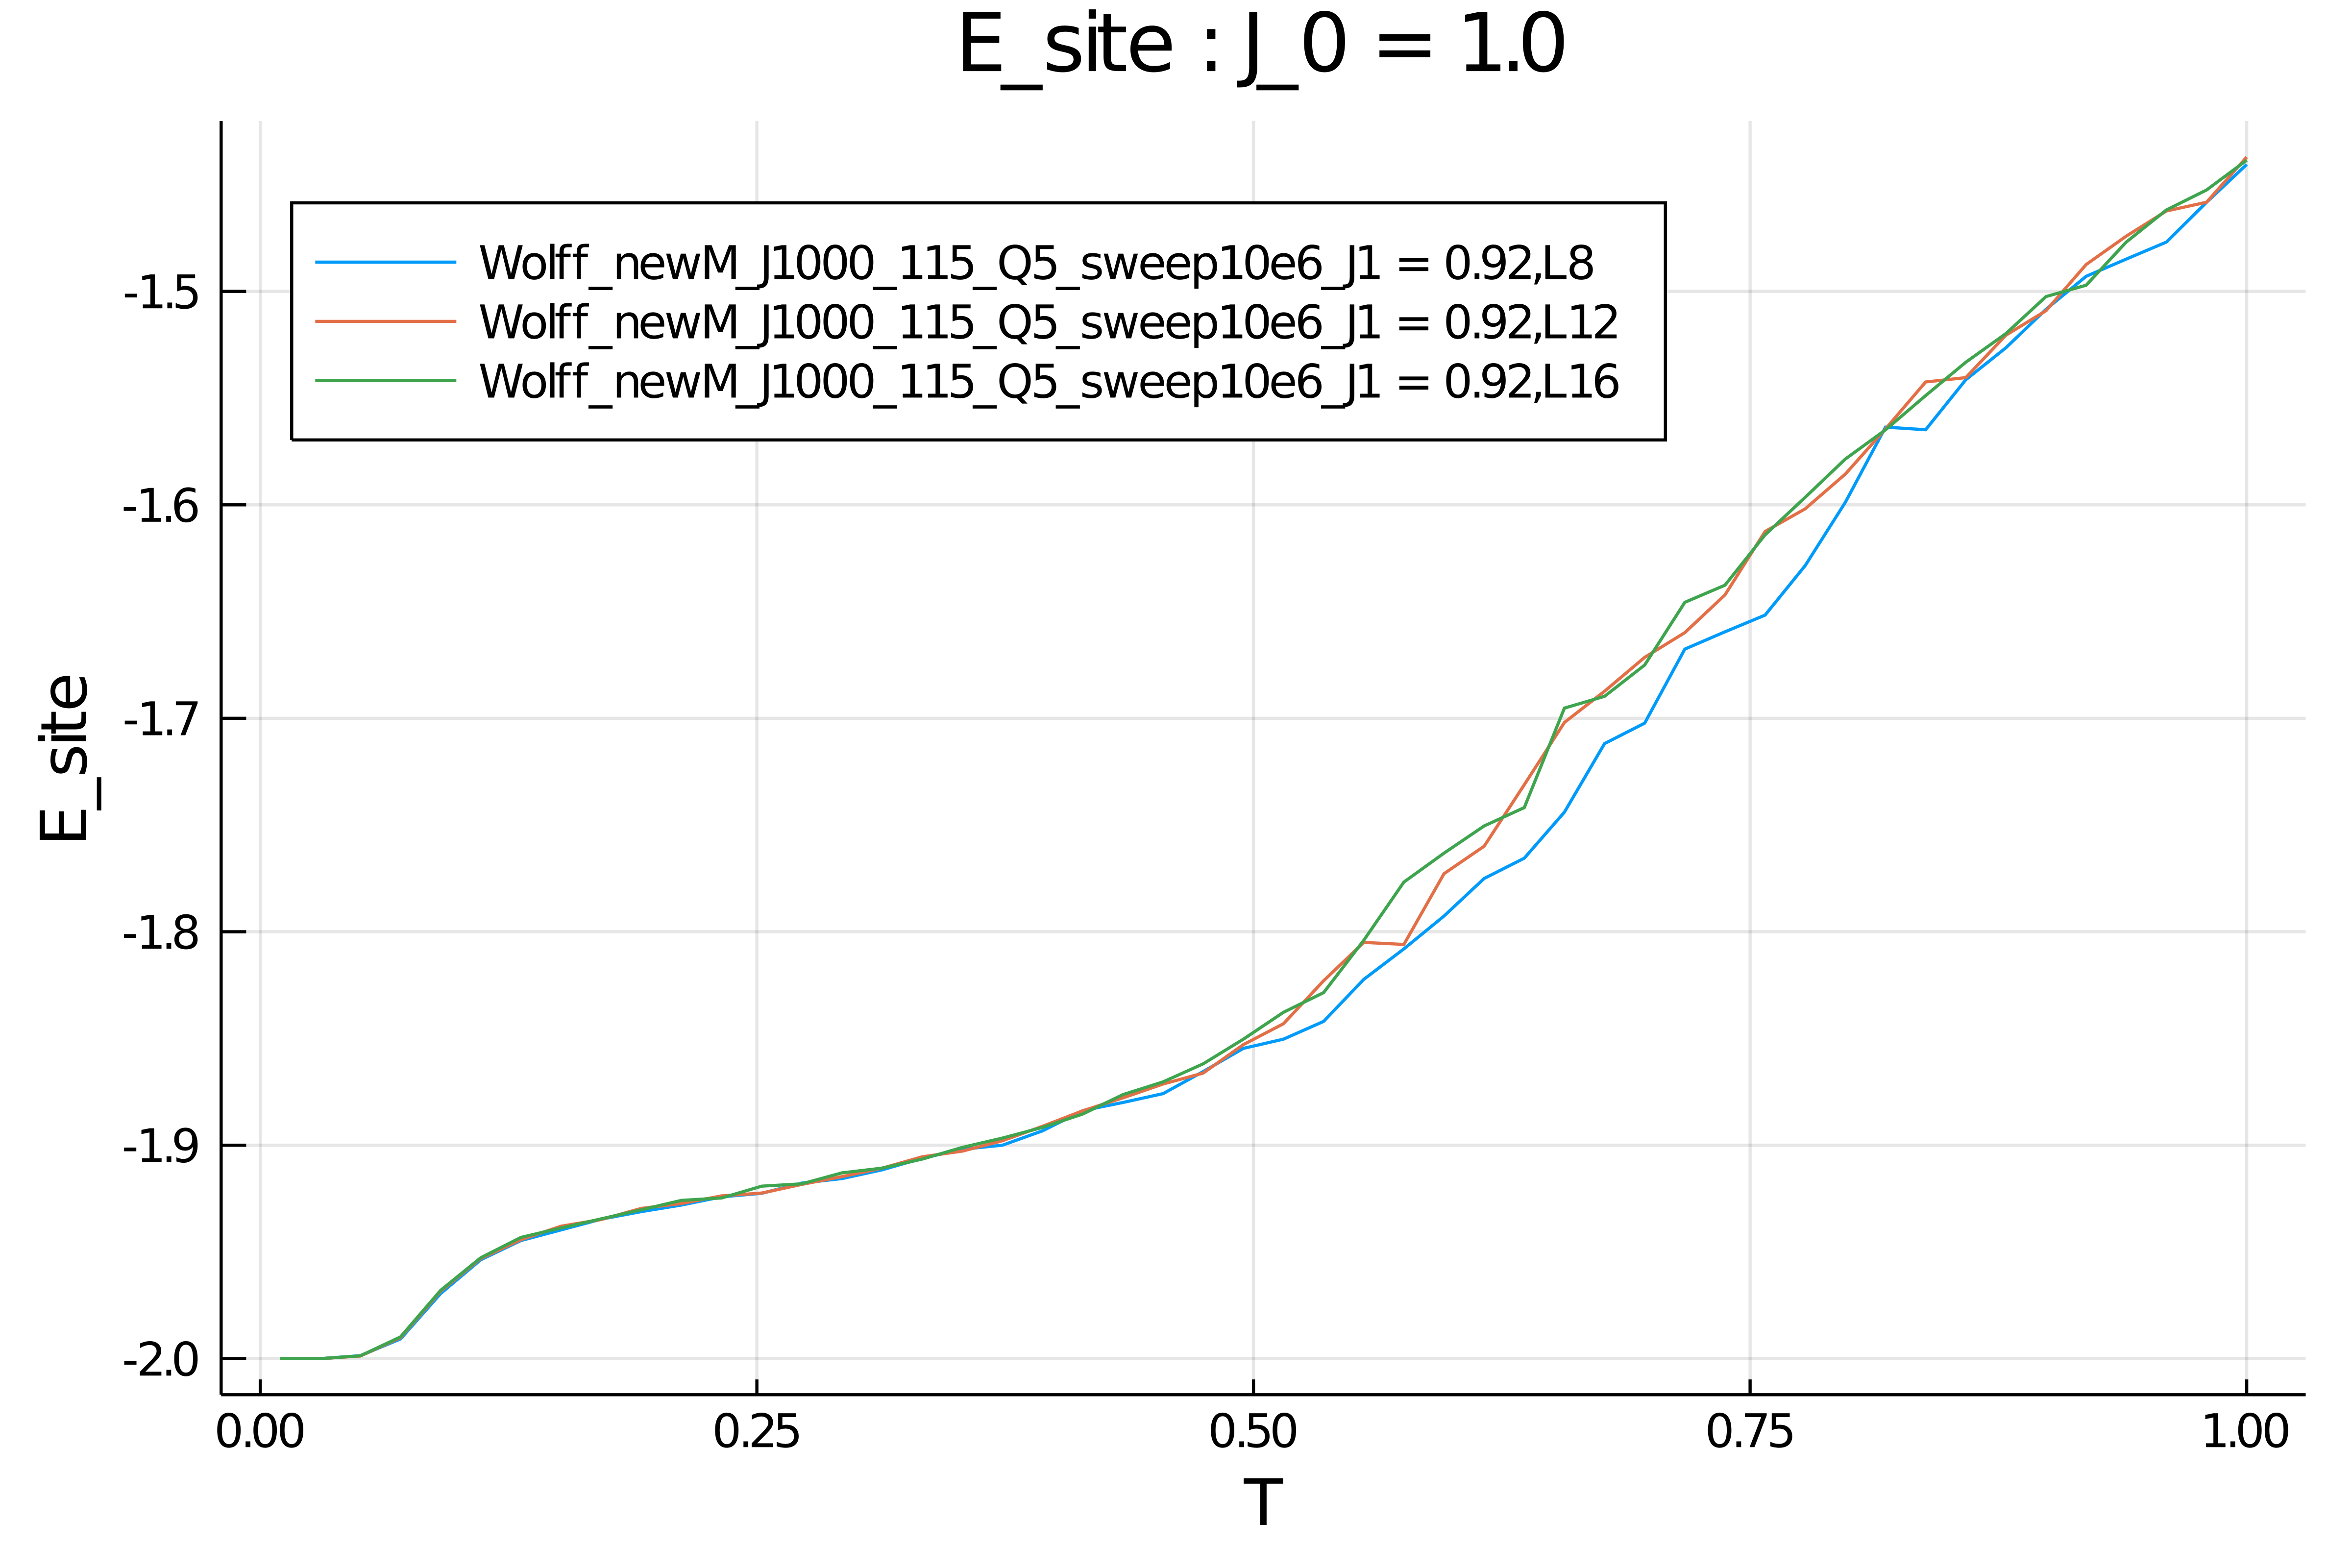 E_site : J_0 = 1.0
Wolff_newM_J1000_115_Q5_sweep10e6_J1 = 0.92,L8
Wolff_newM_J1000_115_Q5_sweep10e6_J1 = 0.92,L12
Wolff_newM_J1000_115_Q5_sweep10e6_J1 = 0.92,L16
E_site
-1.5
-1.6
-1.7
-1.8
-1.9
-2.0
0.00 0.25 0.50 0.75 1.00
T